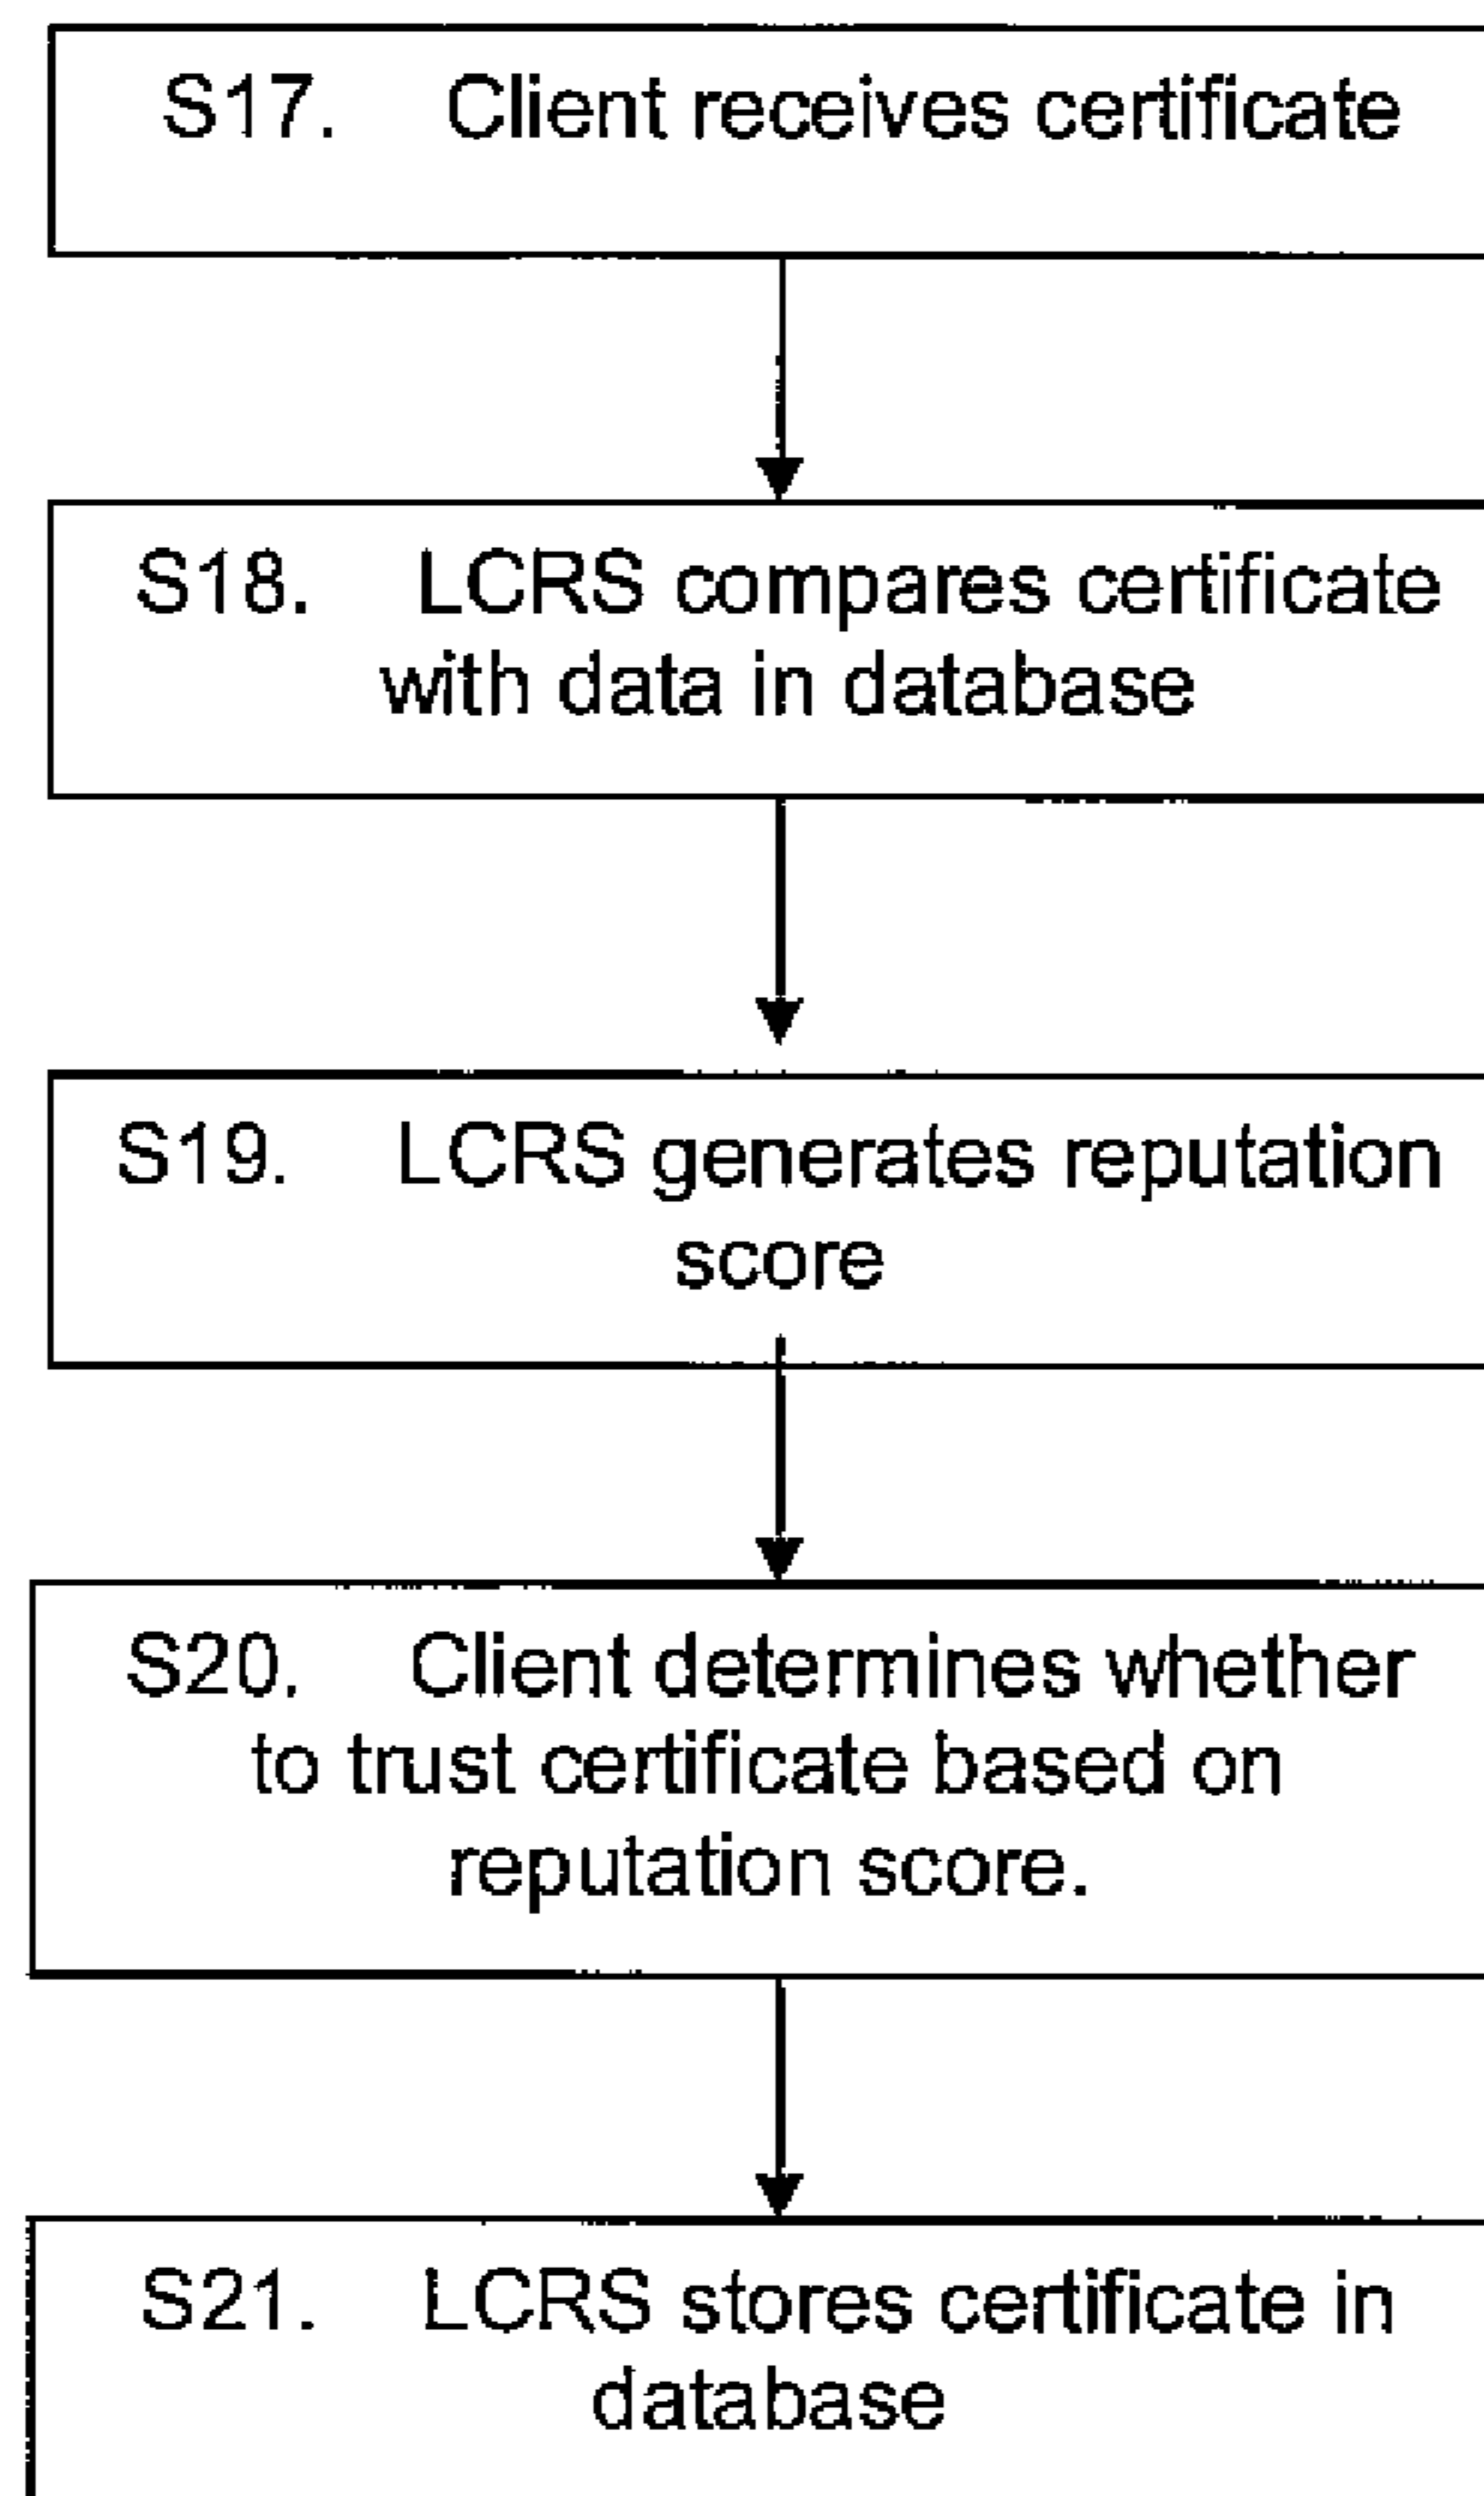 S17. Client receives certificate
S18. LCRS compares certificate
with data in database
S19. LCRS generates reputation
score
S20, Client determines whether
to trust certificate based on
reputation score.
S21. LCRS stores certificate in
database